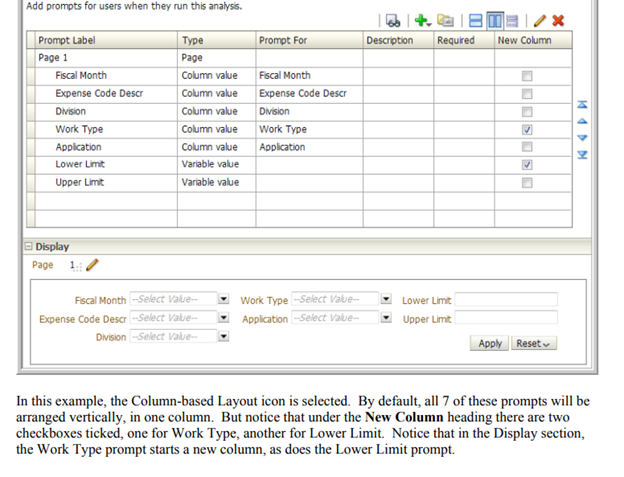 Add prompts for users when they run this analysis.
Prompt Label Type Prompt For Description Required New Column
Page 1 Page
Fiscal Month Column value Fiscal Month
Expense Code Descr Column value Expense Code Descr
Division Column value Division
Work Type Column value Work Type
Application Column value Application
Lower Limit Variable value
Upper Limit Variable value
Display
Page 1
Fiscal Month --Select Value-- Work Type --Select Value-- Lower Limit
Expense Code Descr --Select Value-- Application --Select Value-- Upper Limit
Division --Select Value--
Apply Reset
In this example, the Column-based Layout icon is selected. By default, all 7 of these prompts will be
arranged vertically, in one column. But notice that under the New Column heading there are two
checkboxes ticked, one for Work Type, another for Lower Limit. Notice that in the Display section,
the Work Type prompt starts a new column, as does the Lower Limit prompt.